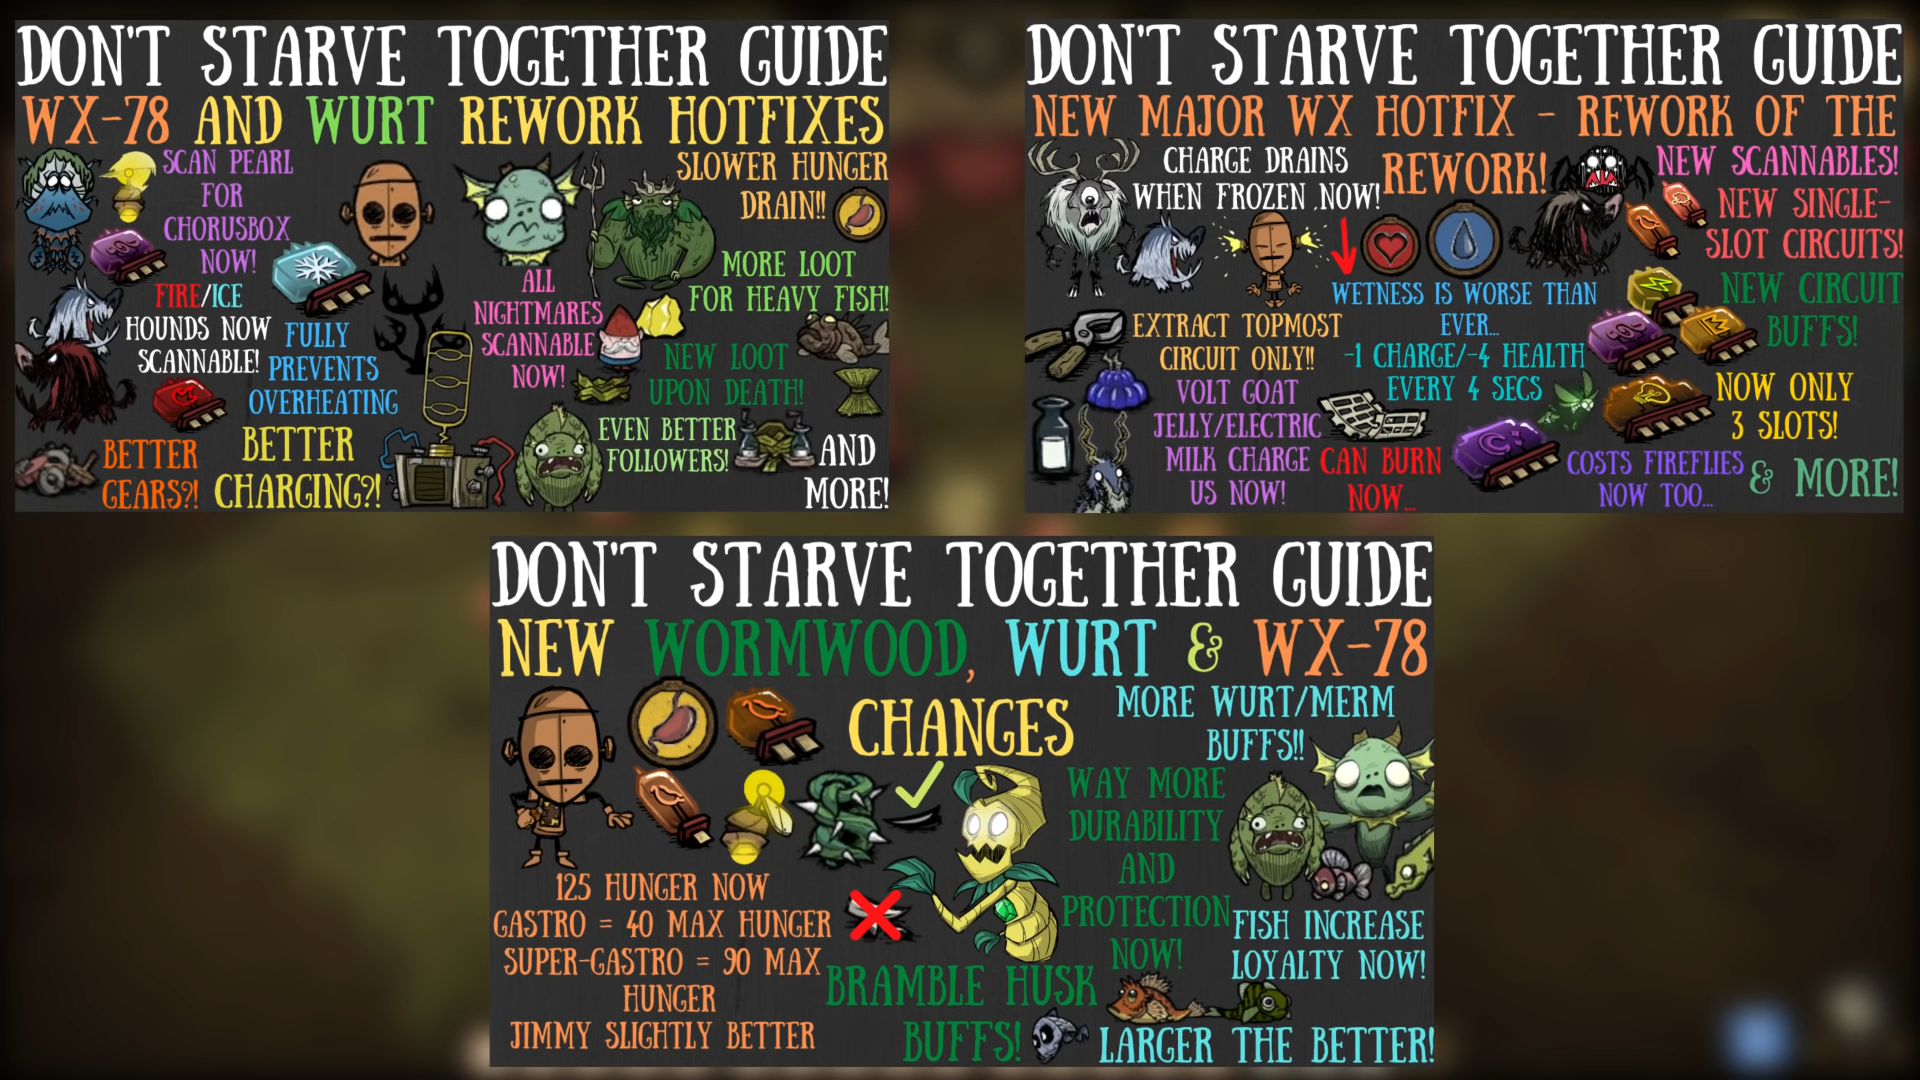 DON'T STARVE TOGETHER GUIDE
WX-78 AND WURT REWORK HOTFIXES
SCAN PEARL
FOR
CHORUSBOX
NOW!
SLOWER HUNGER
DRAIN!!
FIRE/ICE
HOUNDS NOW
SCANNABLE!
FULLY
PREVENTS
OVERHEATING
ALL
NIGHTMARES
SCANNABLE
NOW!
MORE LOOT
FOR HEAVY FISH!
NEW LOOT
UPON DEATH!
BETTER
GEARS?!
BETTER
CHARGING?!
EVEN BETTER
FOLLOWERS!
AND
MORE!
DON'T STARVE TOGETHER GUIDE
NEW MAJOR WX HOTFIX - REWORK OF THE
REWORK!
CHARGE DRAINS
WHEN FROZEN NOW!
NEW SCANNABLES!
NEW SINGLE-
SLOT CIRCUITS!
WETNESS IS WORSE THAN
EVER...
-1 CHARGE/-4 HEALTH
EVERY 4 SECS
NEW CIRCUIT
BUFFS!
EXTRACT TOPMOST
CIRCUIT ONLY!!
VOLT GOAT
JELLY/ELECTRIC
MILK CHARGE
US NOW!
CAN BURN
NOW...
NOW ONLY
3 SLOTS!
COSTS FIREFLIES
NOW TOO...
& MORE!
DON'T STARVE TOGETHER GUIDE
NEW WORMWOOD, WURT & WX-78
CHANGES
MORE WURT/MERM
BUFFS!!
WAY MORE
DURABILITY
AND
PROTECTION
NOW!
125 HUNGER NOW
GASTRO = 40 MAX HUNGER
SUPER-GASTRO = 90 MAX
HUNGER
JIMMY SLIGHTLY BETTER
BRAMBLE HUSK
BUFFS!
FISH INCREASE
LOYALTY NOW!
LARGER THE BETTER!